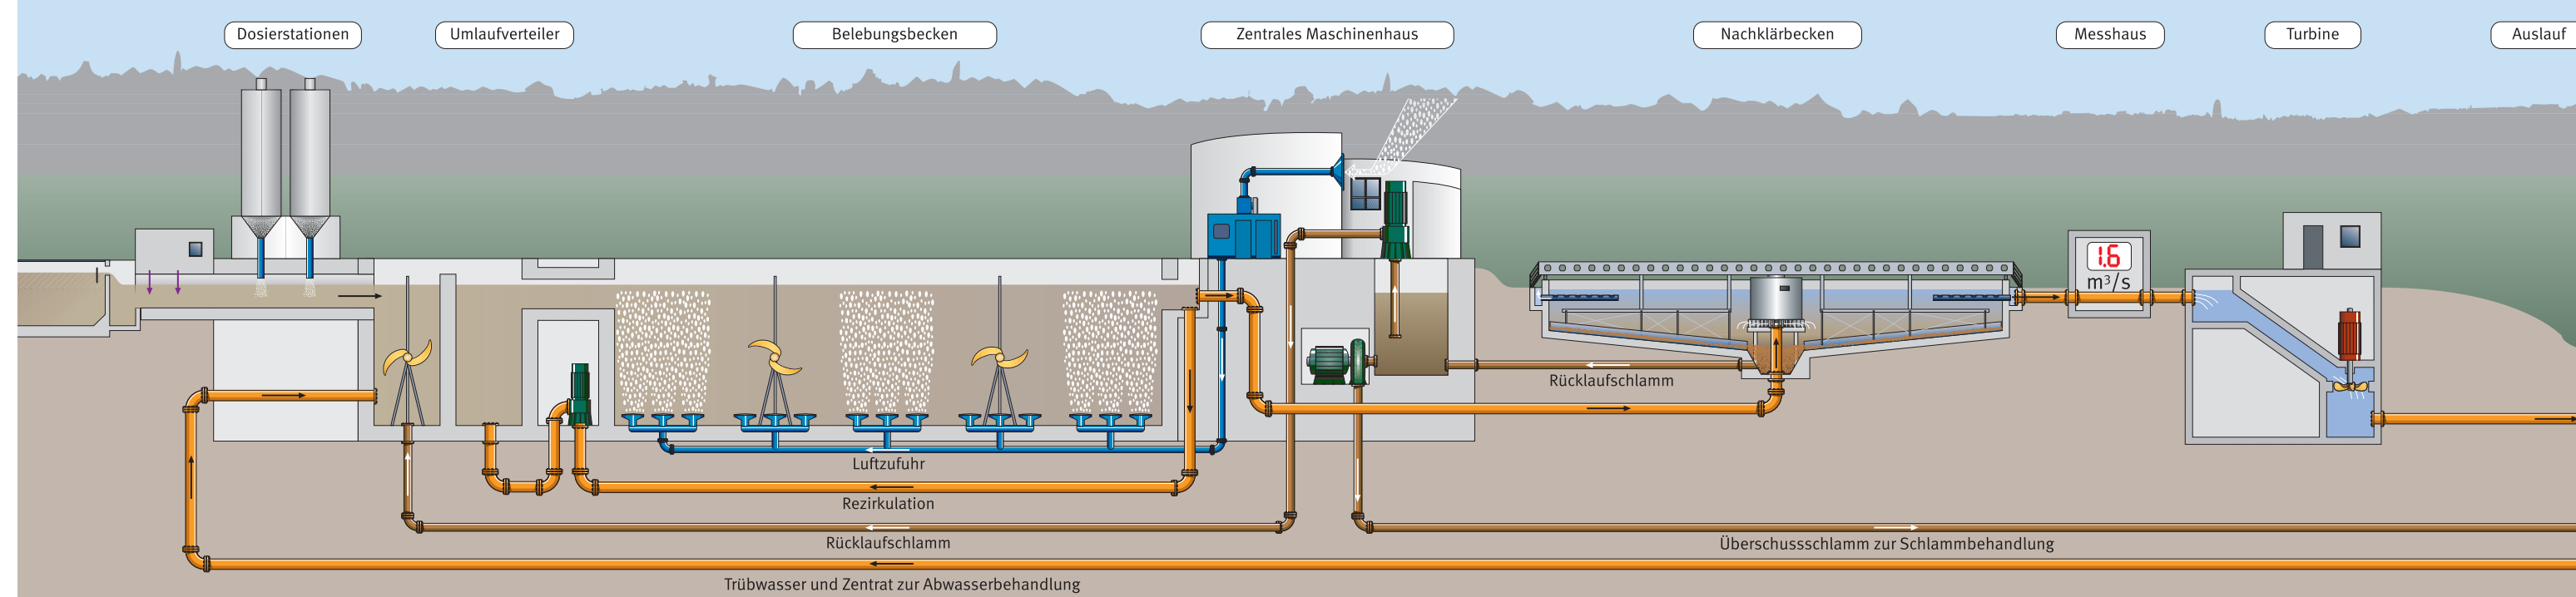 Dosierstationen
Umlaufverteiler
Belebungsbecken
Zentrales Maschinenhaus
Nachklärbecken
Messhaus
Turbine
Auslauf
1.6
m³/s
Rücklaufschlamm
Luftzufuhr
Rezirkulation
Rücklaufschlamm
Überschussschlamm zur Schlammbehandlung
Trübwasser und Zentrat zur Abwasserbehandlung